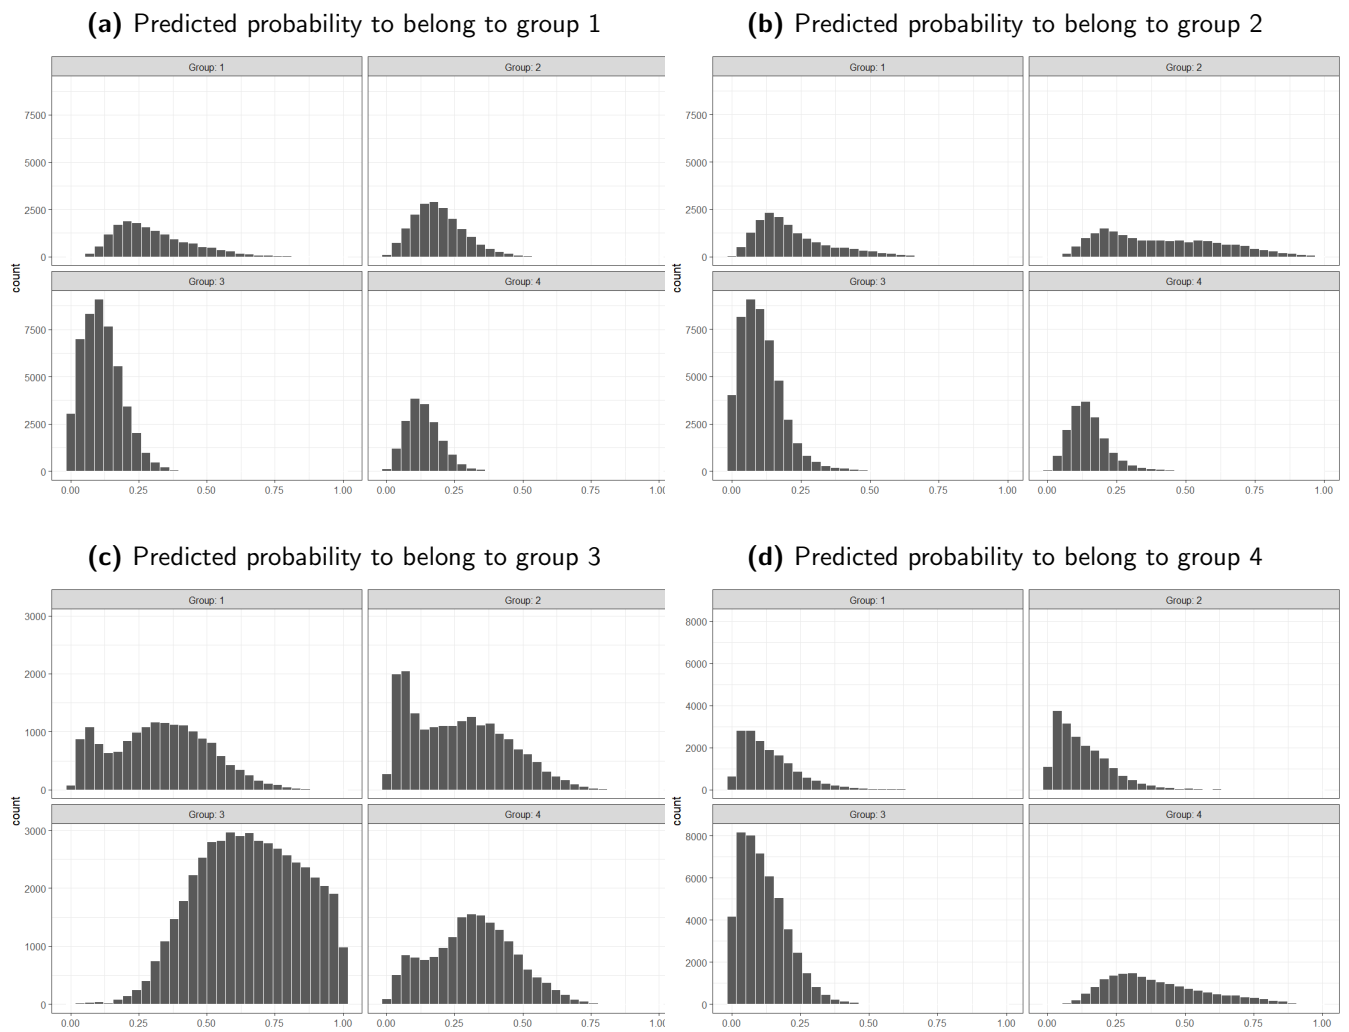 (a) Predicted probability to belong to group 1
Group: 1
Group: 2
7500
5000
2500
0
Group: 3
Group: 4
7500
5000
2500
0
count
0.00 0.25 0.50 0.75 1.00
0.00 0.25 0.50 0.75 1.00
(b) Predicted probability to belong to group 2
Group: 1
Group: 2
7500
5000
2500
0
Group: 3
Group: 4
7500
5000
2500
0
count
0.00 0.25 0.50 0.75 1.00
0.00 0.25 0.50 0.75 1.00
(c) Predicted probability to belong to group 3
Group: 1
Group: 2
3000
2000
1000
0
Group: 3
Group: 4
3000
2000
1000
0
count
0.00 0.25 0.50 0.75 1.00
0.00 0.25 0.50 0.75 1.00
(d) Predicted probability to belong to group 4
Group: 1
Group: 2
8000
6000
4000
2000
0
Group: 3
Group: 4
8000
6000
4000
2000
0
count
0.00 0.25 0.50 0.75 1.00
0.00 0.25 0.50 0.75 1.00